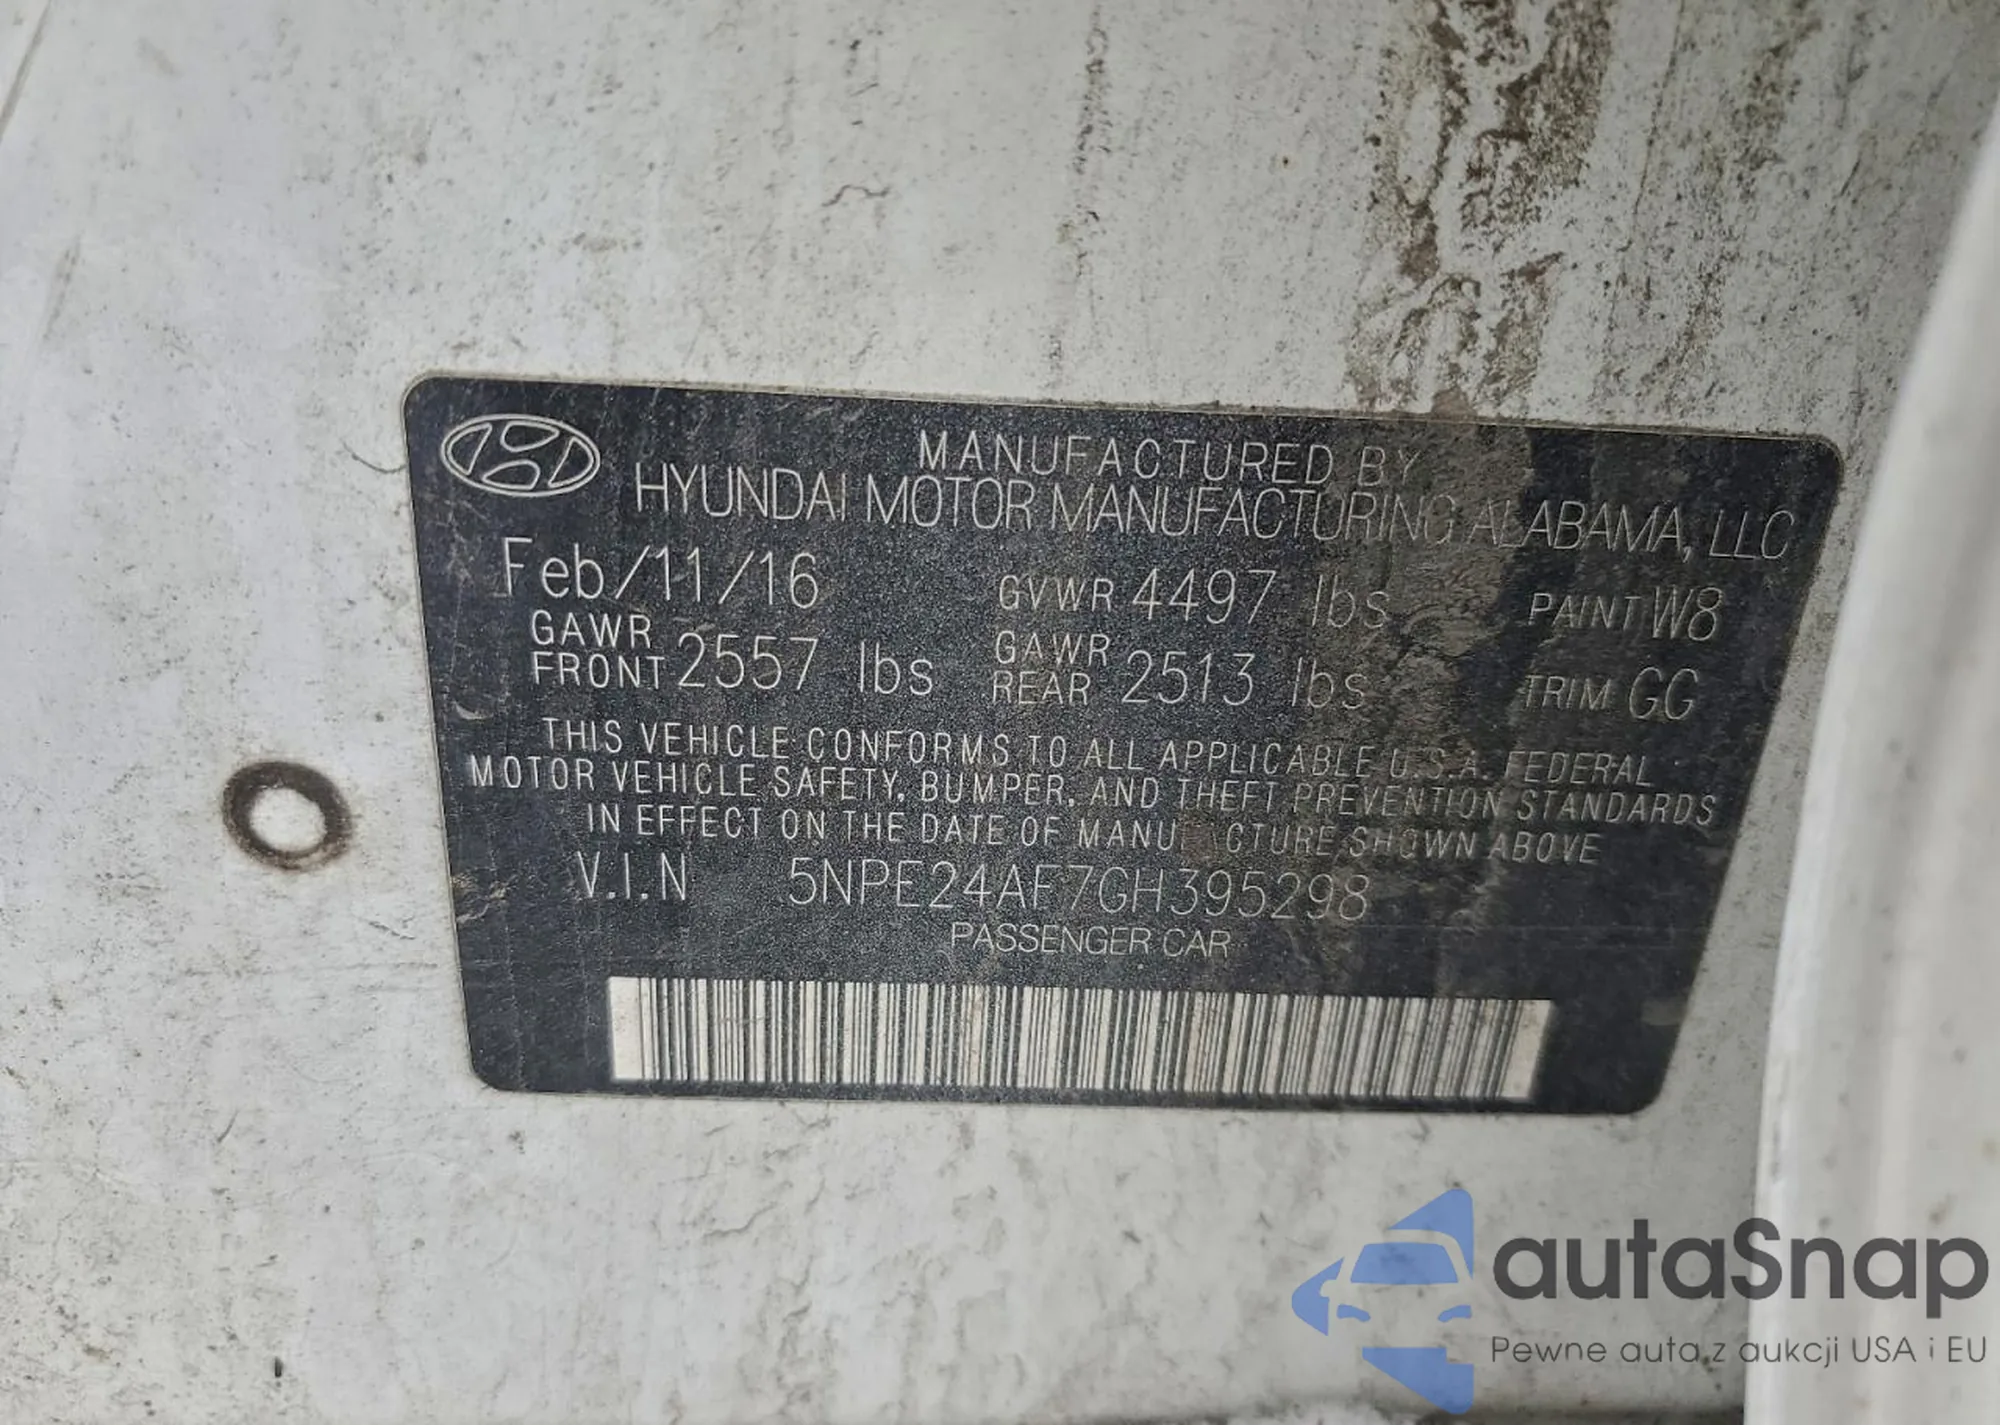 MANUFACTURED BY
HYUNDAI MOTOR MANUFACTURING ALABAMA, LLC
Feb/11/16 GVWR 4497 lbs PAINT W8
GAWR FRONT 2557 lbs GAWR REAR 2513 lbs TRIM GG
THIS VEHICLE CONFORMS TO ALL APPLICABLE U.S.A. FEDERAL
MOTOR VEHICLE SAFETY, BUMPER, AND THEFT PREVENTION STANDARDS
IN EFFECT ON THE DATE OF MANU CTURE SHOWN ABOVE
V.I.N 5NPE24AF7GH395298
PASSENGER CAR
autaSnap
Pewne auta z aukcji USA i EU